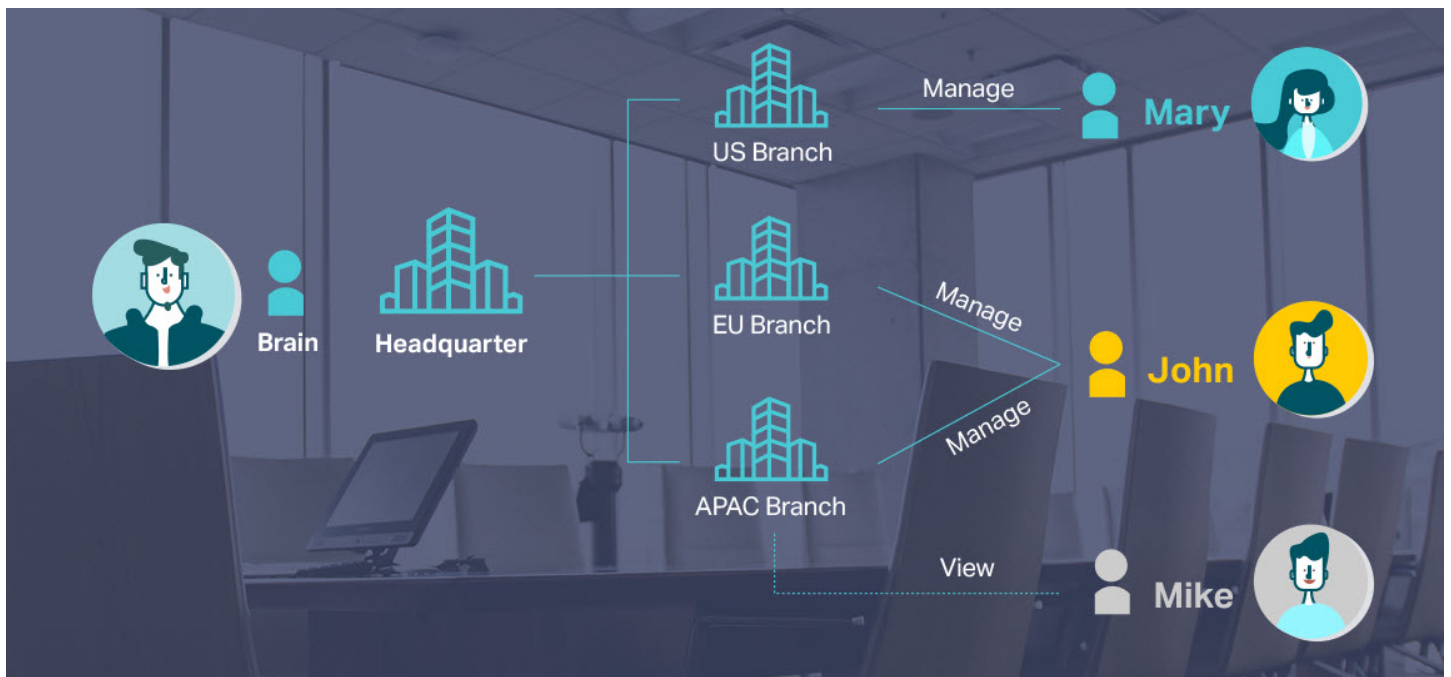 Manage
Mary
US Branch
Brain
Headquarter
EU Branch
Manage
John
Manage
APAC Branch
View
Mike